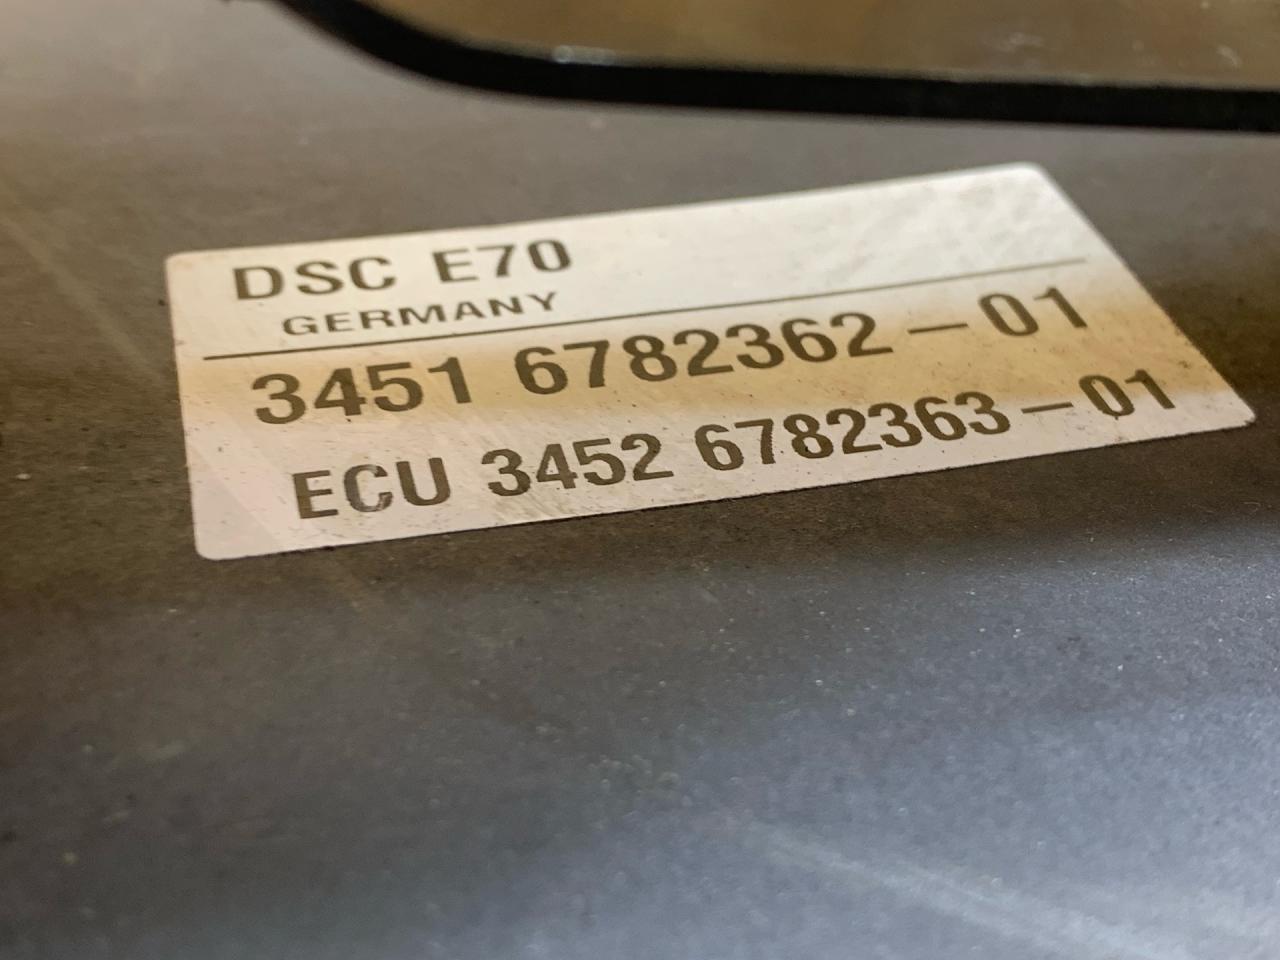 DSC E70
GERMANY
3451 6782362-01
ECU 3452 6782363-01